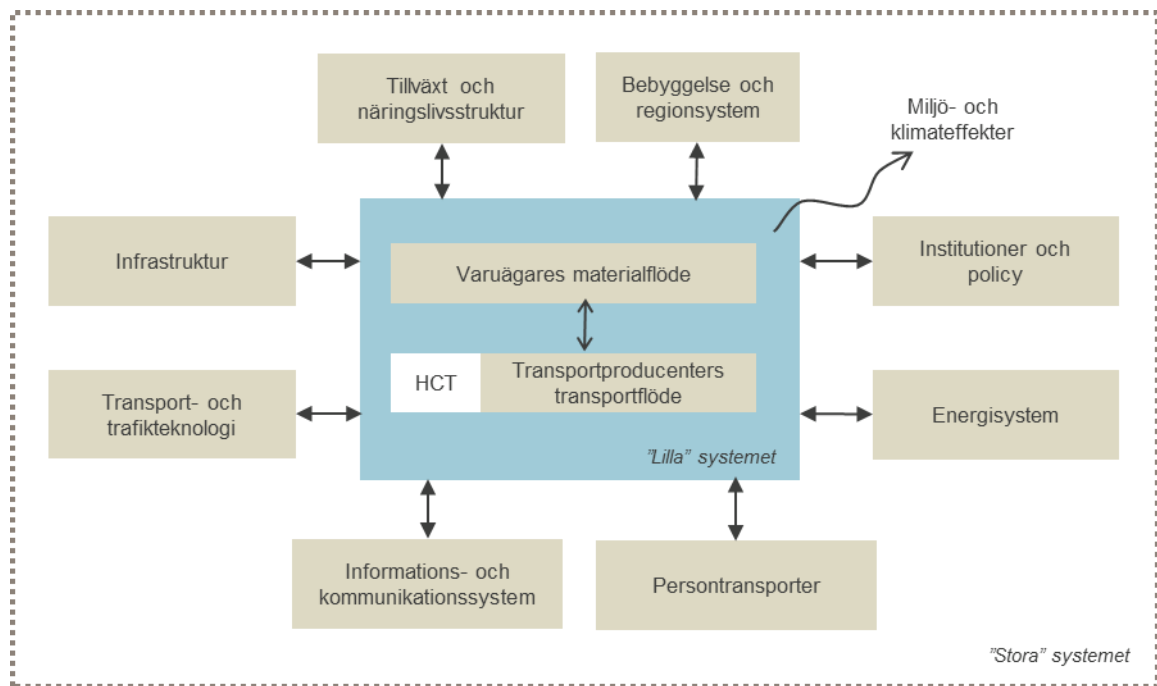 Tillväxt och
näringslivsstruktur
Bebyggelse och
regionsystem
Miljö- och
klimateffekter
Infrastruktur
Varuägares materialflöde
Institutioner och
policy
HCT
Transportproducenters
transportflöde
Transport- och
trafikteknologi
Energisystem
”Lilla” systemet
Informations- och
kommunikationssystem
Persontransporter
”Stora” systemet